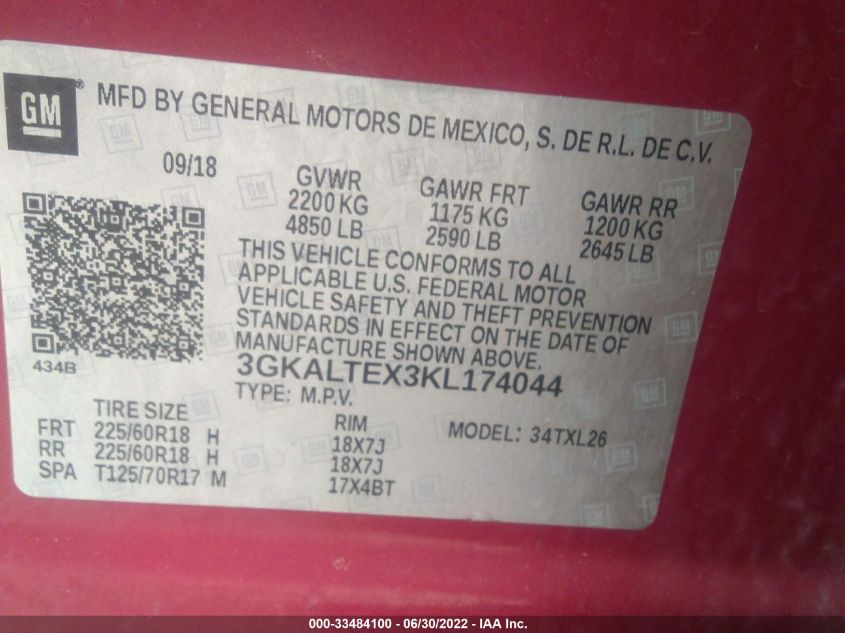 GM ® MFD BY GENERAL MOTORS DE MEXICO, S. DE R.L. DE C.V.
09/18 GVWR GAWR FRT GAWR RR
2200 KG 1175 KG 1200 KG
4850 LB 2590 LB 2645 LB
THIS VEHICLE CONFORMS TO ALL
APPLICABLE U.S. FEDERAL MOTOR
VEHICLE SAFETY AND THEFT PREVENTION
STANDARDS IN EFFECT ON THE DATE OF
MANUFACTURE SHOWN ABOVE.
434B
3GKALTEX3KL174044
TYPE: M.P.V.
TIRE SIZE RIM MODEL: 34TXL26
FRT 225/60R18 H 18X7J
RR 225/60R18 H 18X7J
SPA T125/70R17 M 17X4BT
000-33484100 - 06/30/2022 - IAA Inc.